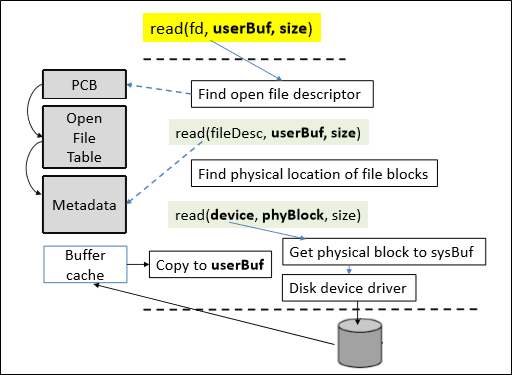 read(fd, userBuf, size)
PCB
Find open file descriptor
Open
File
Table
read(fileDesc, userBuf, size)
Find physical location of file blocks
Metadata
read(device, phyBlock, size)
Buffer
cache
Copy to userBuf
Get physical block to sysBuf
Disk device driver